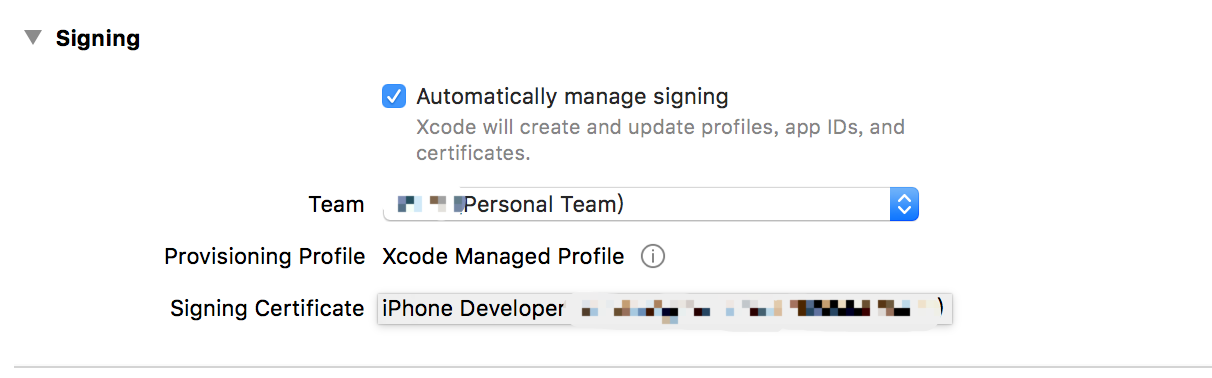 Signing
Automatically manage signing
Xcode will create and update profiles, app IDs, and
certificates.
Team Personal Team)
Provisioning Profile Xcode Managed Profile
Signing Certificate iPhone Developer )